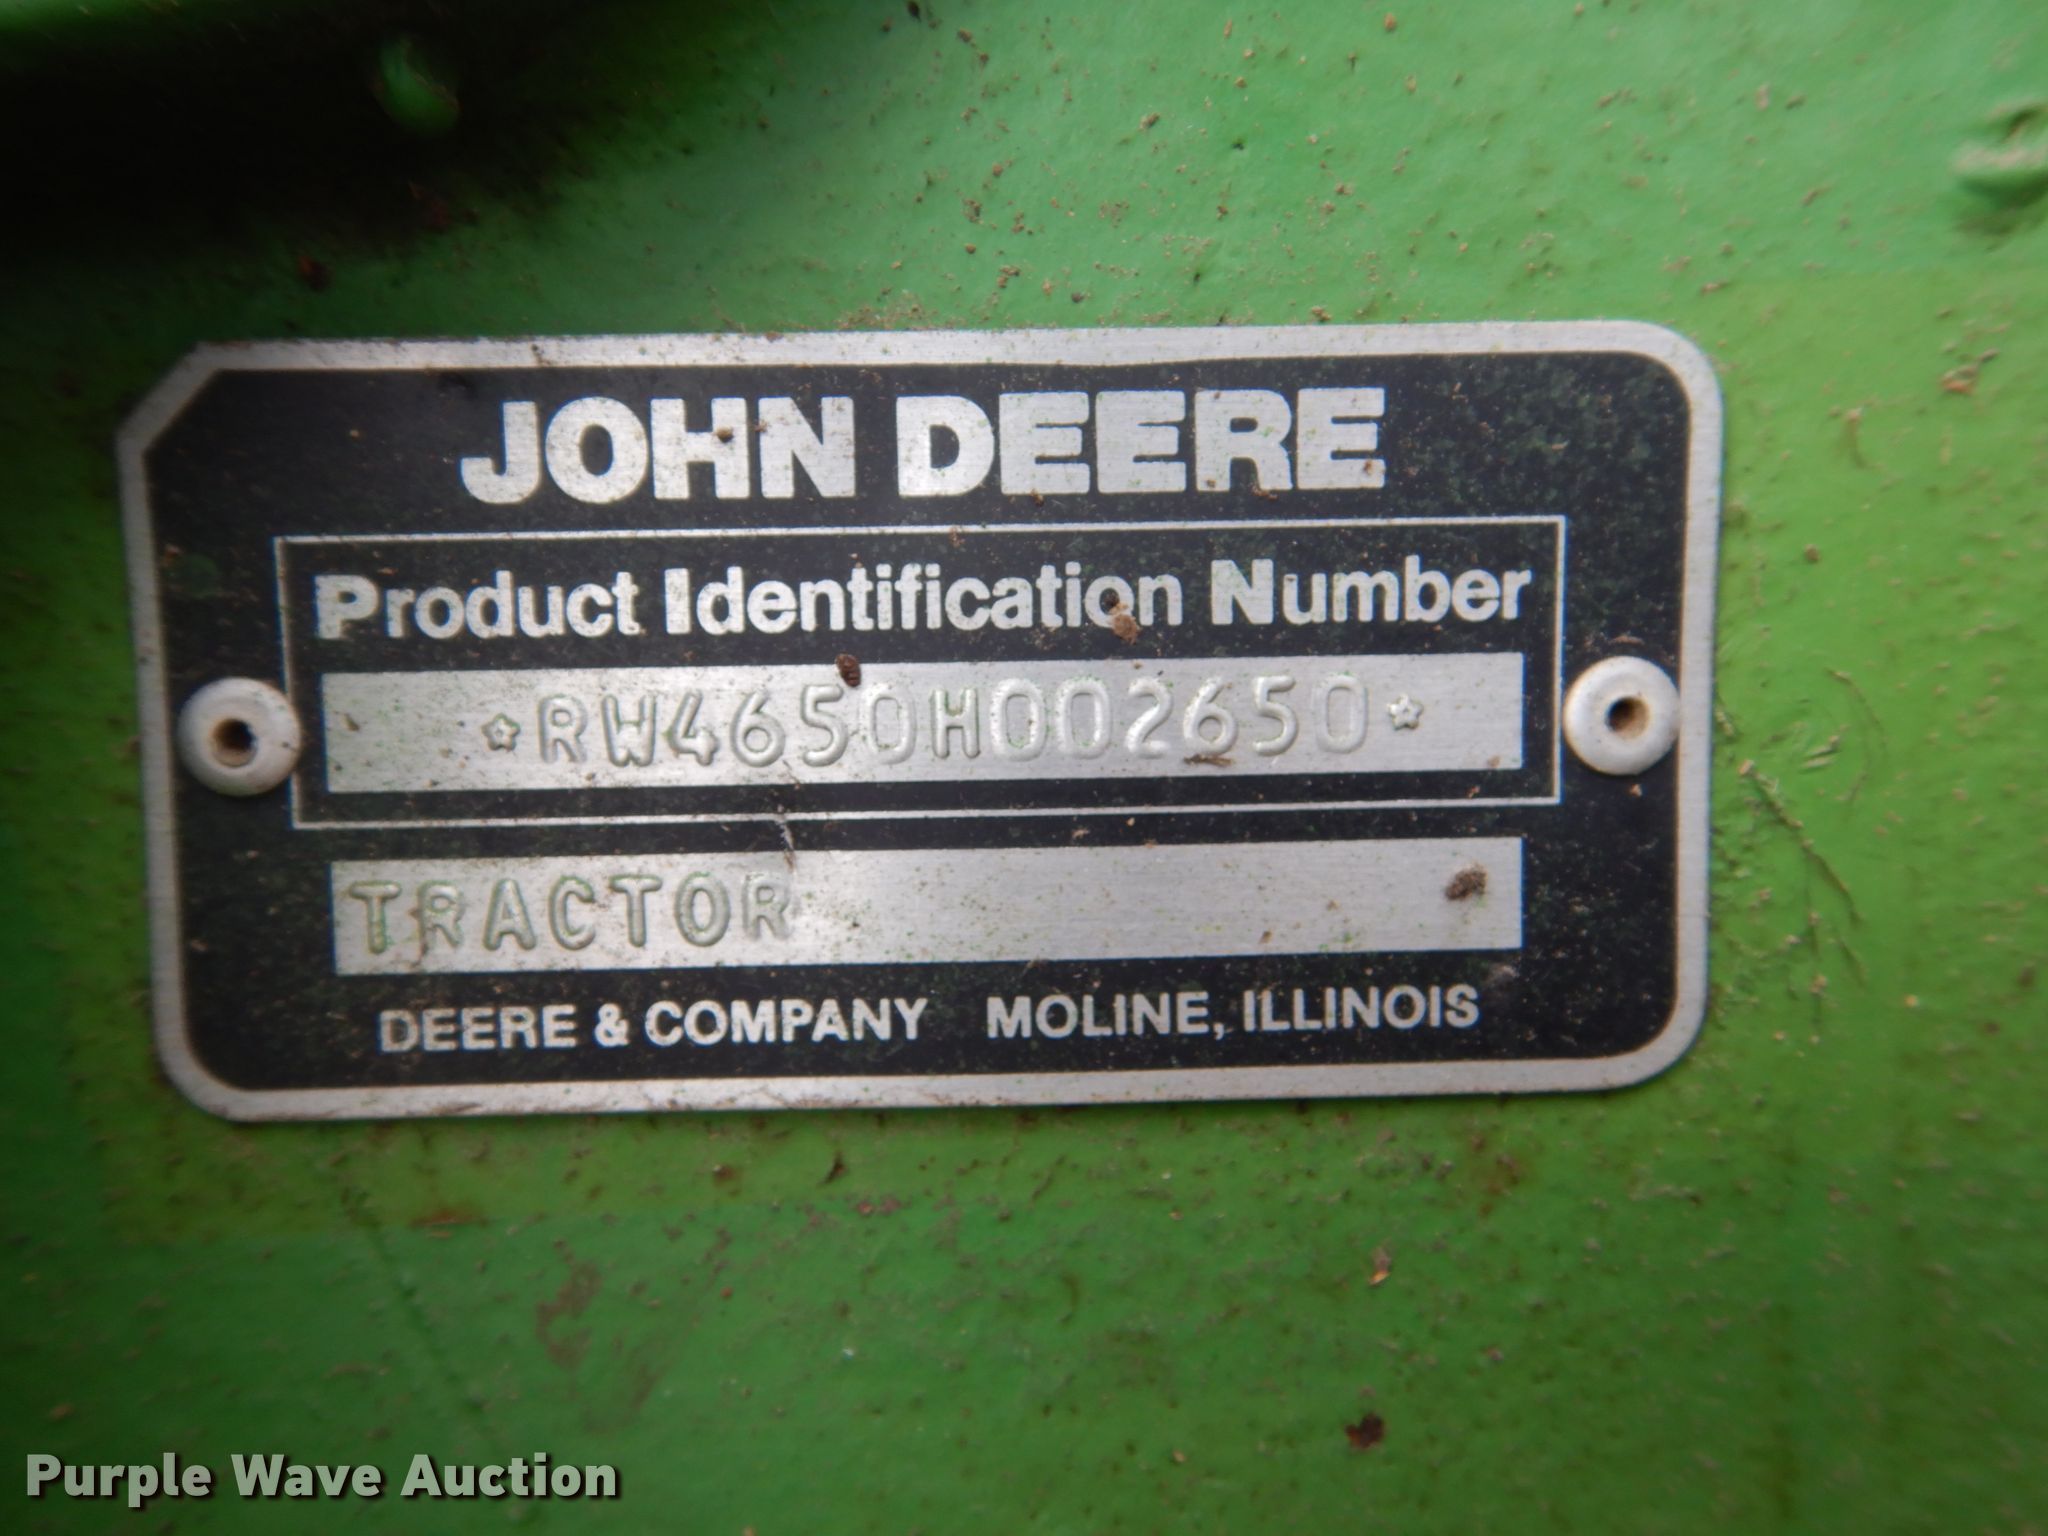 JOHN DEERE
Product Identification Number
*RW4650H002650*
TRACTOR
DEERE & COMPANY MOLINE, ILLINOIS
Purple Wave Auction